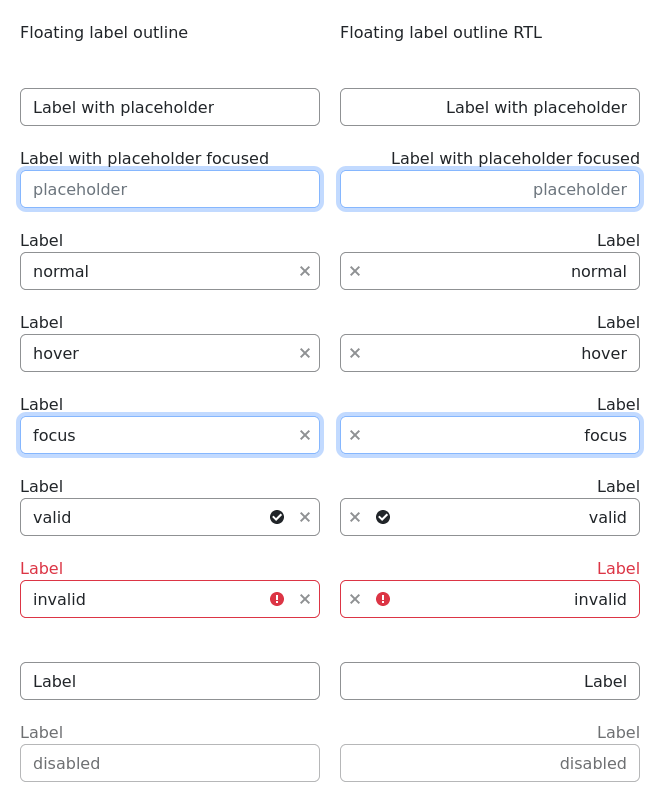 Floating label outline
Floating label outline RTL
Label with placeholder
Label with placeholder
Label with placeholder focused
Label with placeholder focused
placeholder
placeholder
Label
Label
normal
normal
Label
Label
hover
hover
Label
Label
focus
focus
Label
Label
valid
valid
Label
Label
invalid
invalid
Label
Label
Label
Label
disabled
disabled